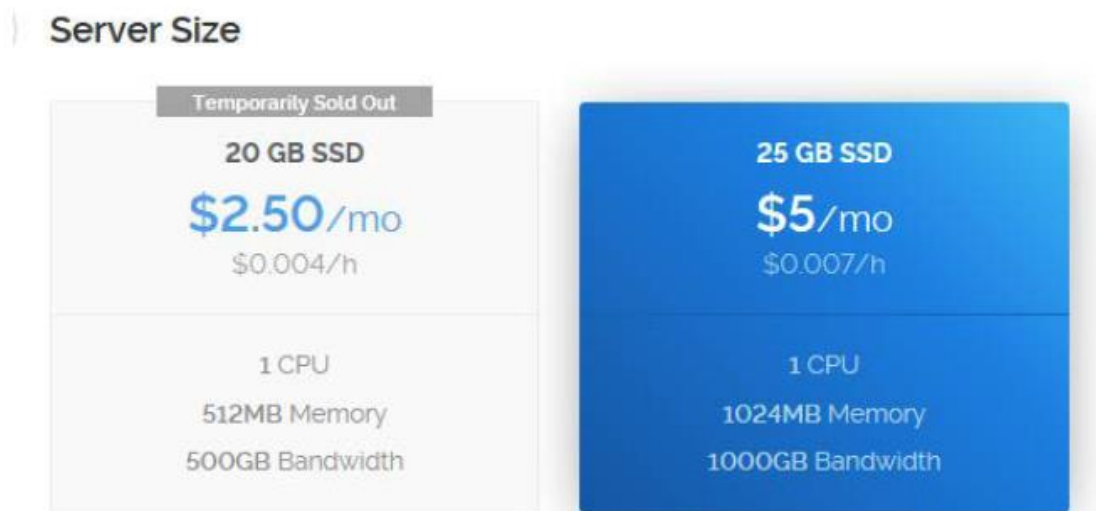 Server Size
Temporarily Sold Out
20 GB SSD
$2.50/mo
$0.004/h
1 CPU
512MB Memory
500GB Bandwidth
25 GB SSD
$5/mo
$0.007/h
1 CPU
1024MB Memory
1000GB Bandwidth